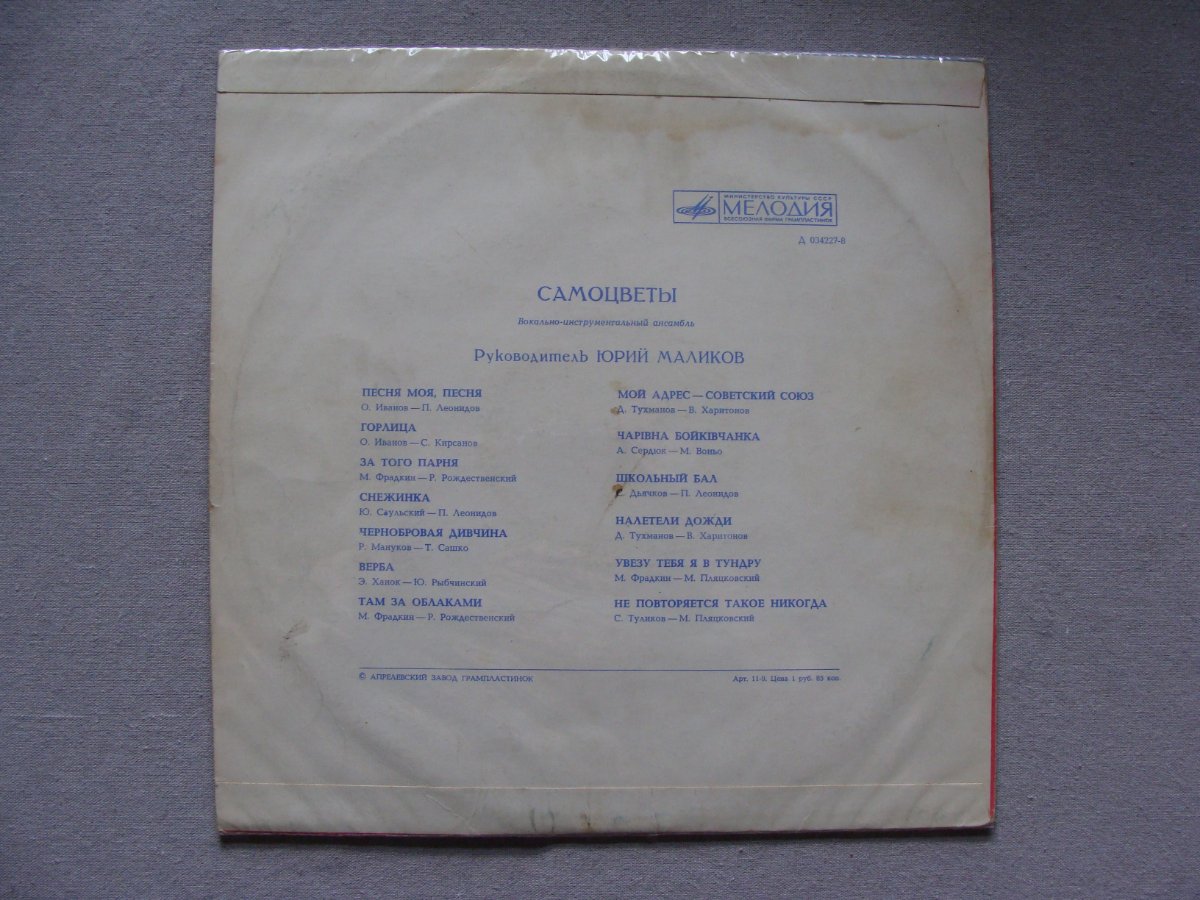 МИНИСТЕРСТВО КУЛЬТУРЫ СССР
МЕЛОДИЯ
ВСЕСОЮЗНАЯ ФИРМА ГРАМПЛАСТИНОК
Д 034227-8
САМОЦВЕТЫ
Вокально-инструментальный ансамбль
Руководитель ЮРИЙ МАЛИКОВ
ПЕСНЯ МОЯ, ПЕСНЯ
О. Иванов — П. Леонидов
ГОРЛИЦА
О. Иванов — С. Кирсанов
ЗА ТОГО ПАРНЯ
М. Фрадкин — Р. Рождественский
СНЕЖИНКА
Ю. Саульский — П. Леонидов
ЧЕРНОБРОВАЯ ДИВЧИНА
Р. Мануков — Т. Сашко
ВЕРБА
Э. Ханок — Ю. Рыбчинский
ТАМ ЗА ОБЛАКАМИ
М. Фрадкин — Р. Рождественский
МОЙ АДРЕС — СОВЕТСКИЙ СОЮЗ
Д. Тухманов — В. Харитонов
ЧАРІВНА БОЙКІВЧАНКА
А. Сердюк — М. Воньо
ШКОЛЬНЫЙ БАЛ
С. Дьячков — П. Леонидов
НАЛЕТЕЛИ ДОЖДИ
Д. Тухманов — В. Харитонов
УВЕЗУ ТЕБЯ Я В ТУНДРУ
М. Фрадкин — М. Пляцковский
НЕ ПОВТОРЯЕТСЯ ТАКОЕ НИКОГДА
С. Туликов — М. Пляцковский
© АПРЕЛЕВСКИЙ ЗАВОД ГРАМПЛАСТИНОК
Арт. 11-9. Цена 1 руб. 85 коп.